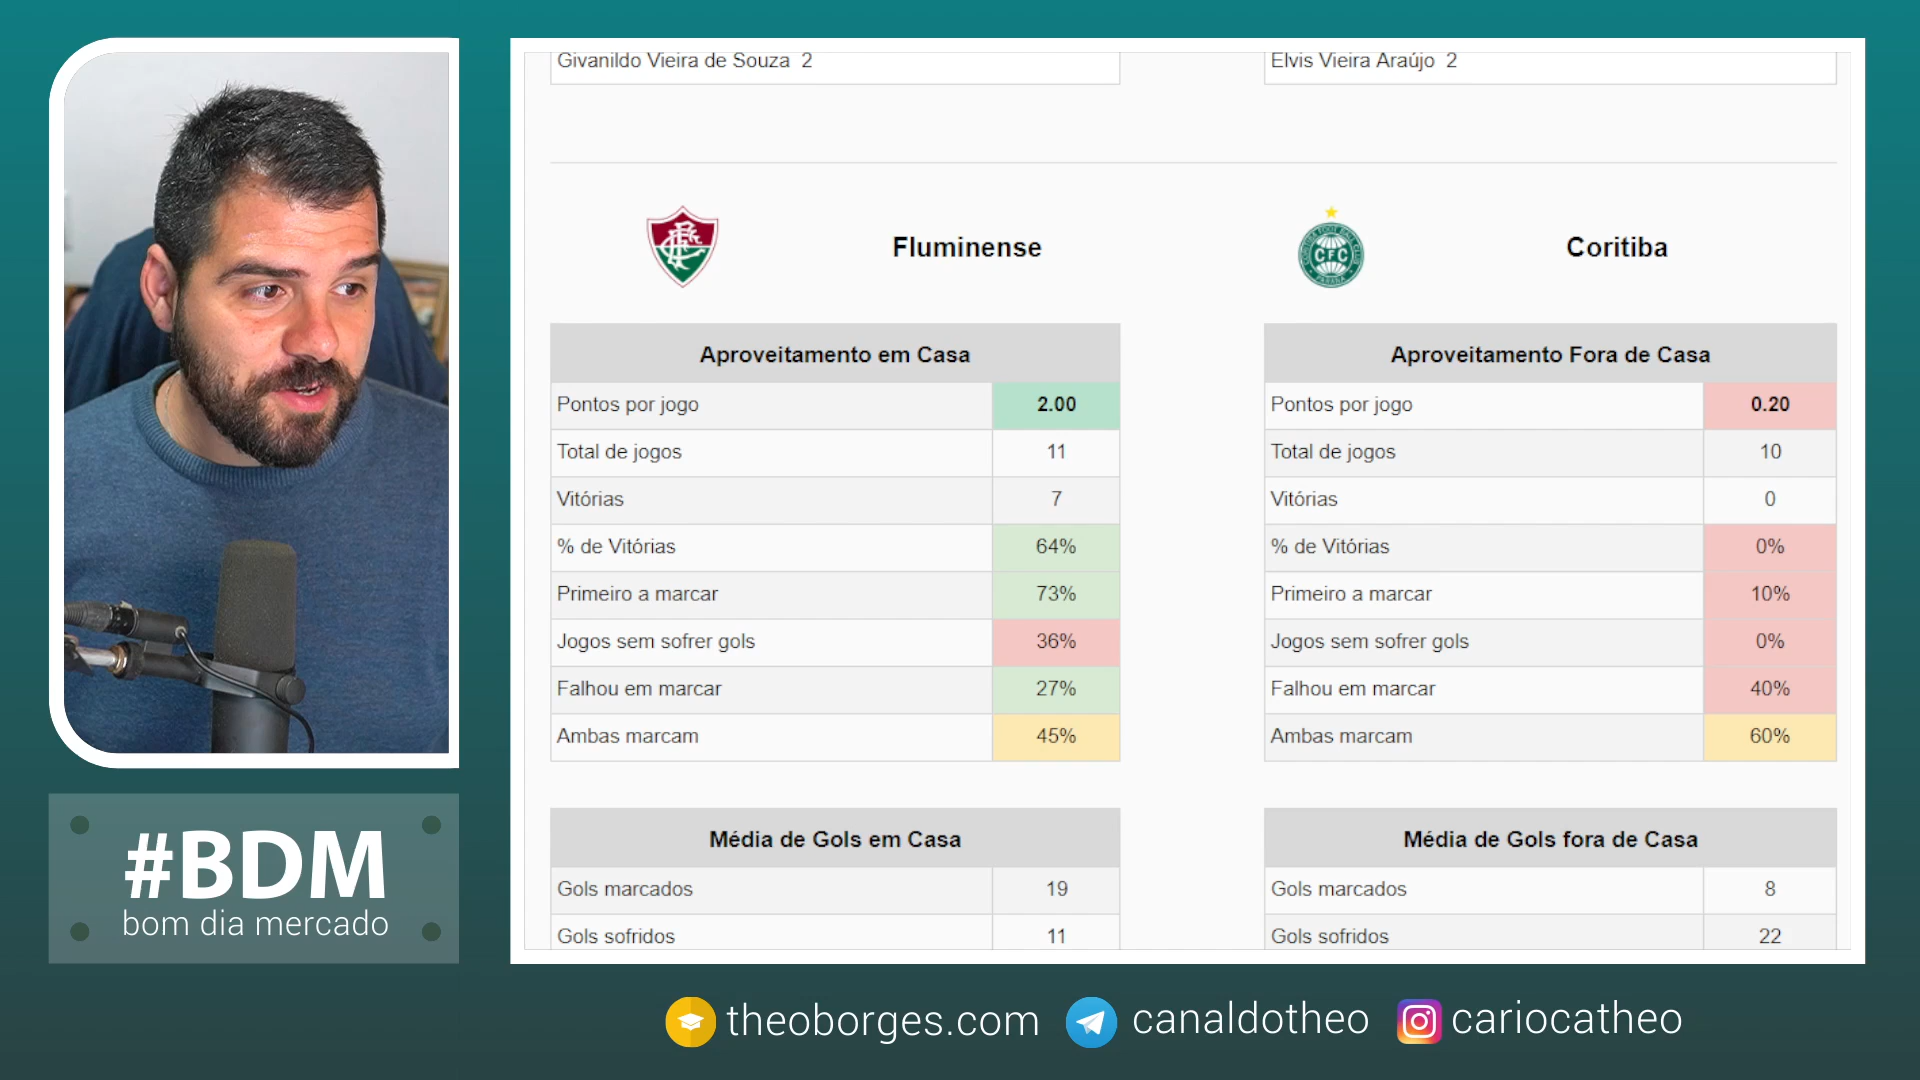 Givanildo Vieira de Souza 2
Elvis Vieira Araújo 2
Fluminense
CFC
Coritiba
Aproveitamento em Casa
Pontos por jogo 2.00
Total de jogos 11
Vitórias 7
% de Vitórias 64%
Primeiro a marcar 73%
Jogos sem sofrer gols 36%
Falhou em marcar 27%
Ambas marcam 45%
Aproveitamento Fora de Casa
Pontos por jogo 0.20
Total de jogos 10
Vitórias 0
% de Vitórias 0%
Primeiro a marcar 10%
Jogos sem sofrer gols 0%
Falhou em marcar 40%
Ambas marcam 60%
Média de Gols em Casa
Gols marcados 19
Gols sofridos 11
Média de Gols fora de Casa
Gols marcados 8
Gols sofridos 22
#BDM
bom dia mercado
theoborges.com
canaldotheo
cariocatheo